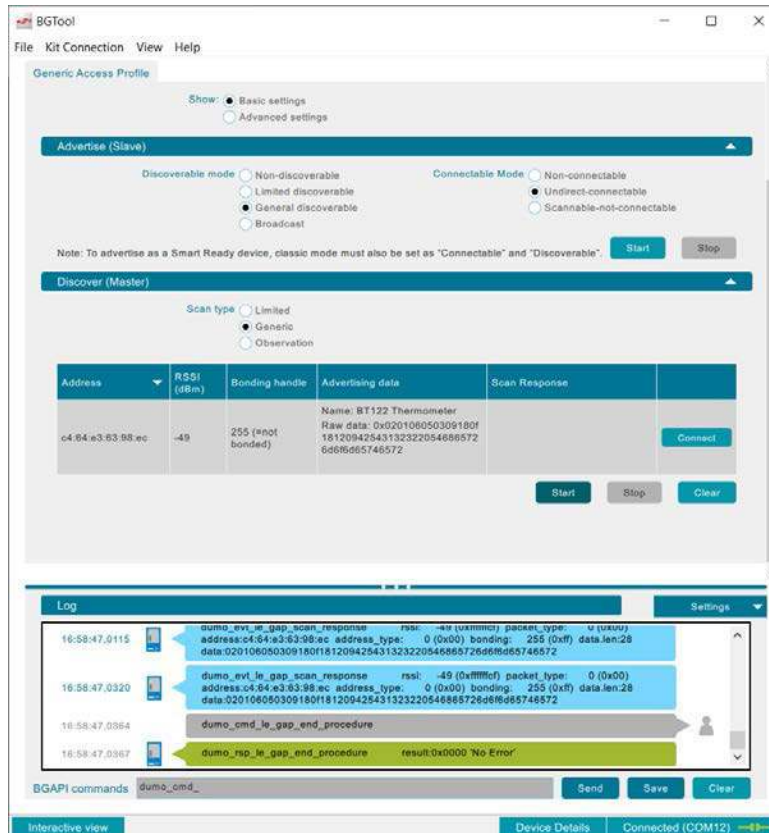 BGTool
File Kit Connection View Help
Generic Access Profile
Show: Basic settings
Advanced settings
Advertise (Slave)
Discoverable mode Non-discoverable Connectable Mode Non-connectable
Limited discoverable Undirect-connectable
General discoverable Scannable-not-connectable
Broadcast
Note: To advertise as a Smart Ready device, classic mode must also be set as "Connectable" and "Discoverable". Start Stop
Discover (Master)
Scan type Limited
Generic
Observation
Address RSSI (dBm) Bonding handle Advertising data Scan Response
Name: BT122 Thermometer
c4:64:e3:63:98:ec -49 255 (=not bonded) Raw data: 0x020106050309180f
18120942543132322054686572
6d6f6d65746572
Connect
Start Stop Clear
Log Settings
dumo_evt_le_gap_scan_response rssi: -49 (0xffffffcf) packet_type: 0 (0x00)
16:58:47,0115 address:c4:64:e3:63:98:ec address_type: 0 (0x00) bonding: 255 (0xff) data.len:28
data:020106050309180f181209425431323220546865726d6f6d65746572
dumo_evt_le_gap_scan_response rssi: -49 (0xffffffcf) packet_type: 0 (0x00)
16:58:47,0320 address:c4:64:e3:63:98:ec address_type: 0 (0x00) bonding: 255 (0xff) data.len:28
data:020106050309180f181209425431323220546865726d6f6d65746572
16:58:47,0364 dumo_cmd_le_gap_end_procedure
16:58:47,0367 dumo_rsp_le_gap_end_procedure result:0x0000 'No Error'
BGAPI commands dumo_cmd_ Send Save Clear
Interactive view Device Details Connected (COM12)